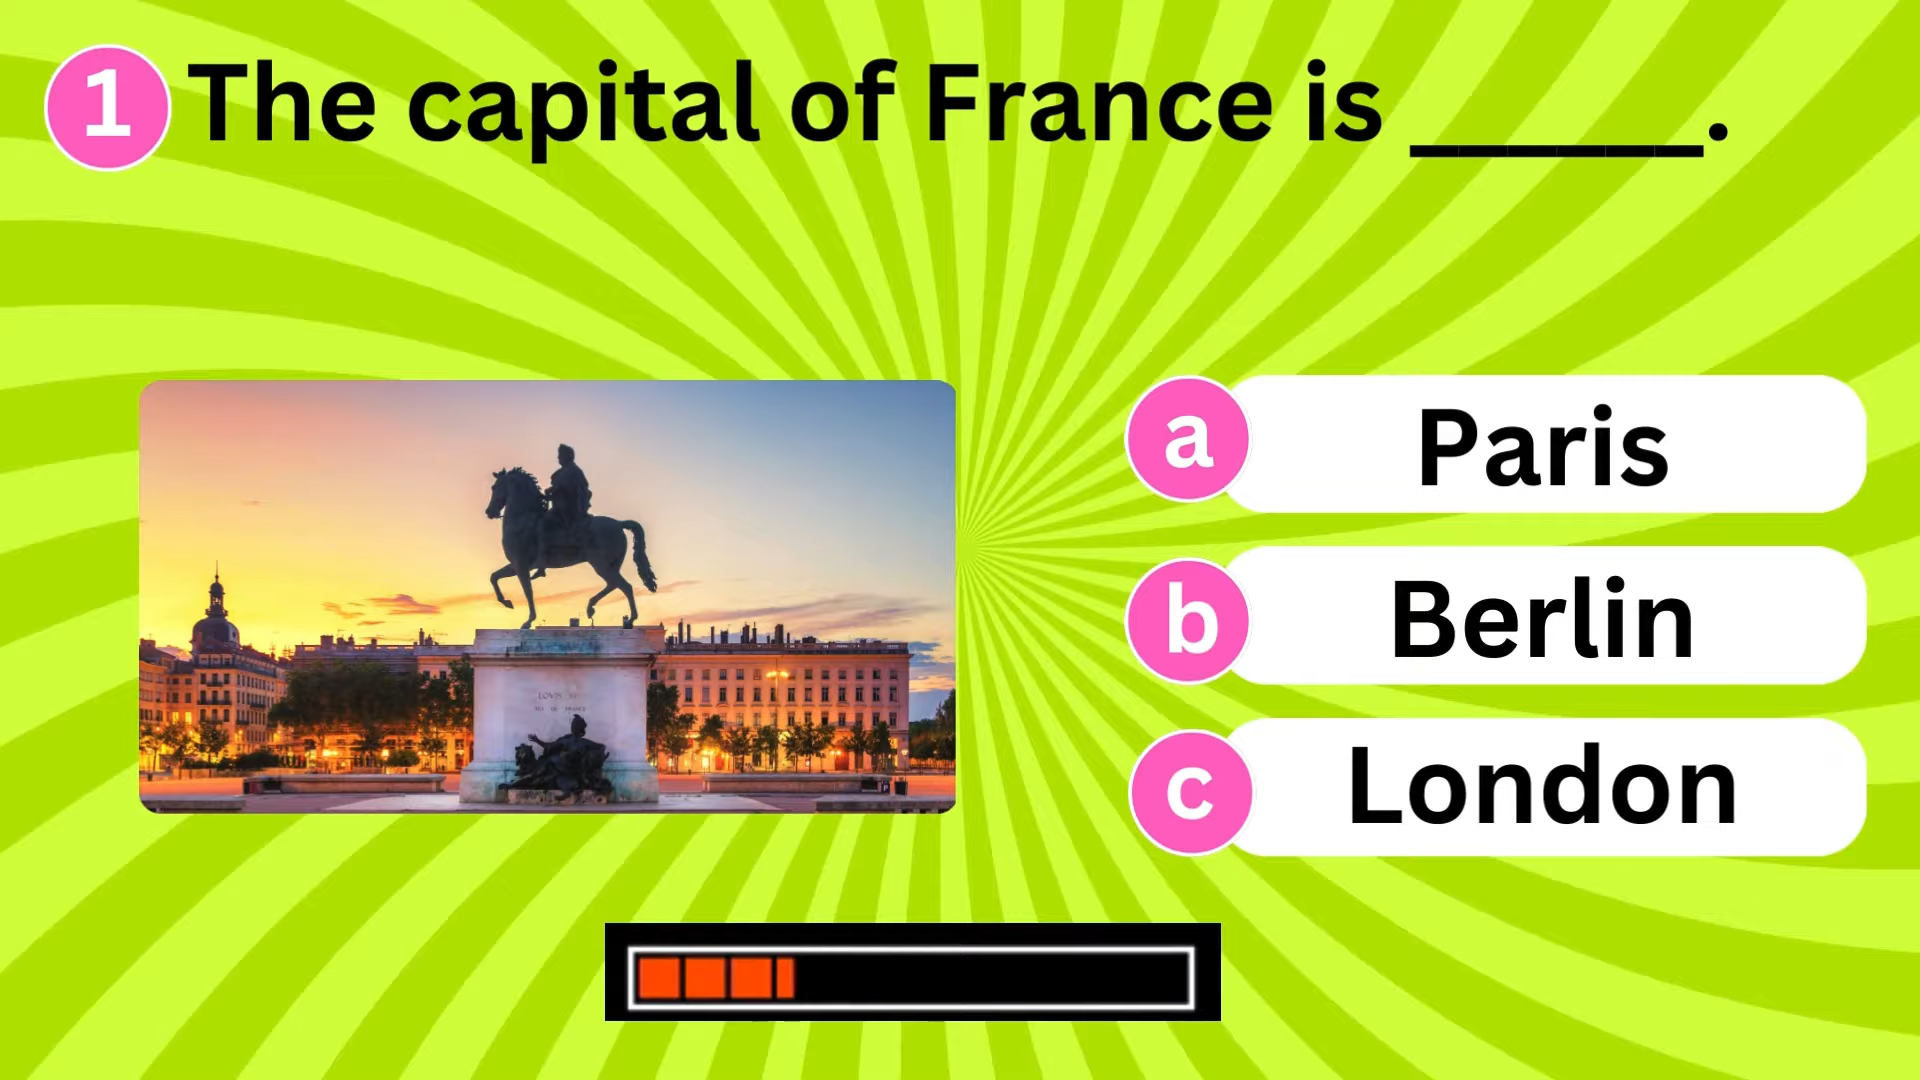 1 The capital of France is ______.
a Paris
b Berlin
c London